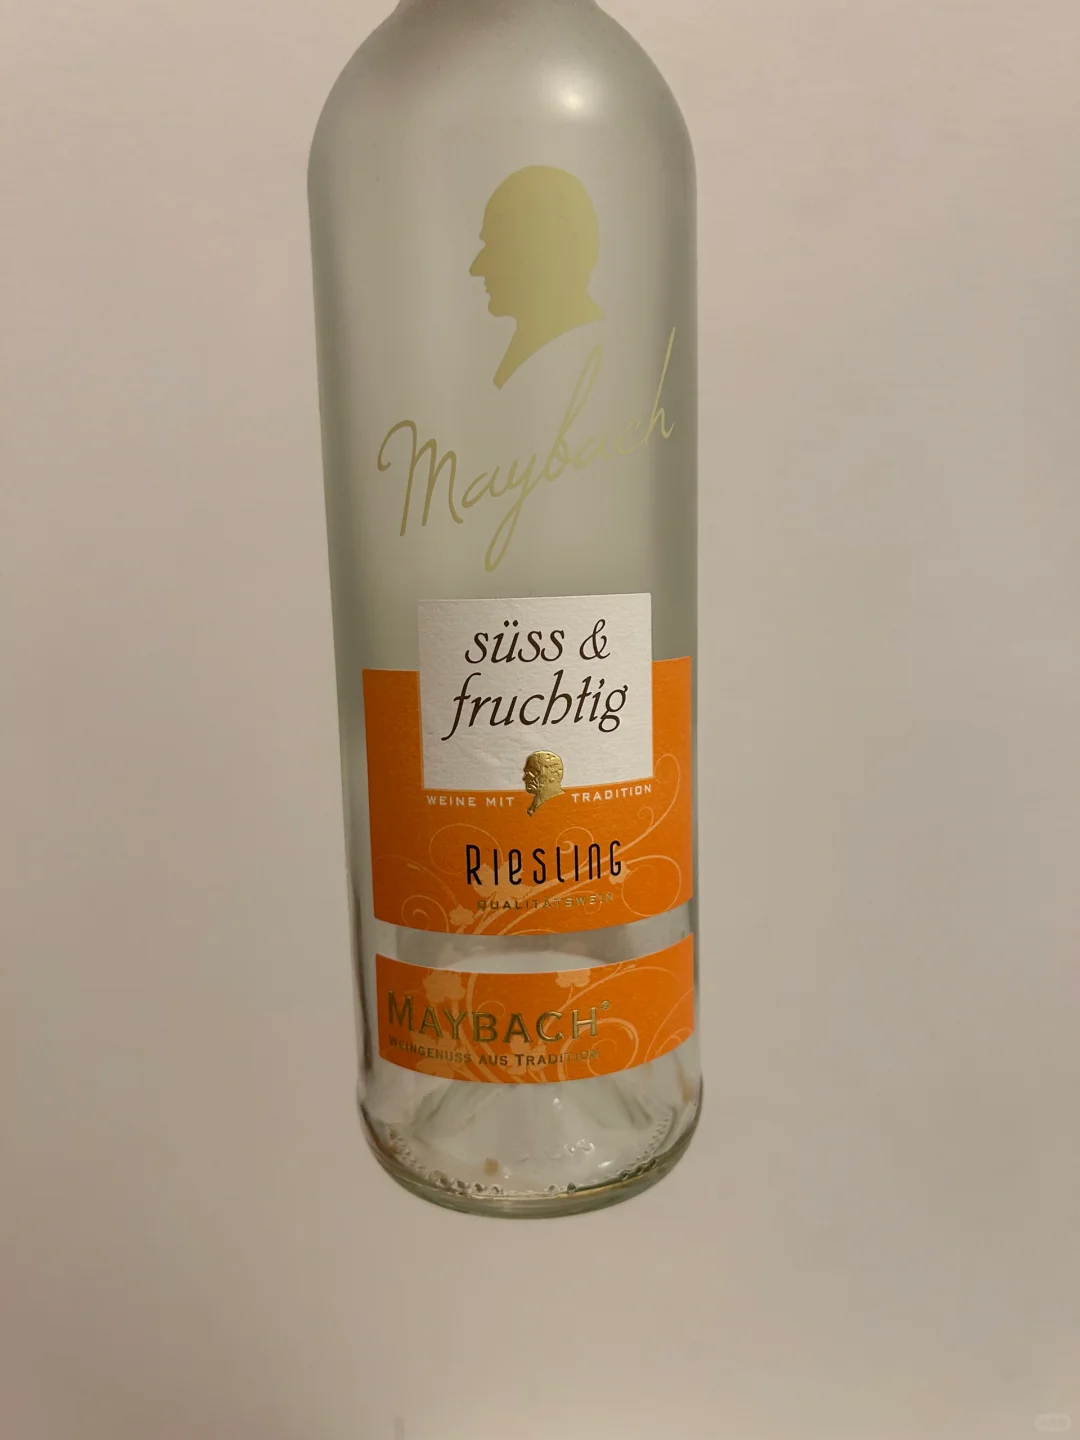 Maybach
süss &
fruchtig
WEINE MIT TRADITION
RIESLING
QUALITÄTSWEIN
MAYBACH®
WEINGENUSS AUS TRADITION